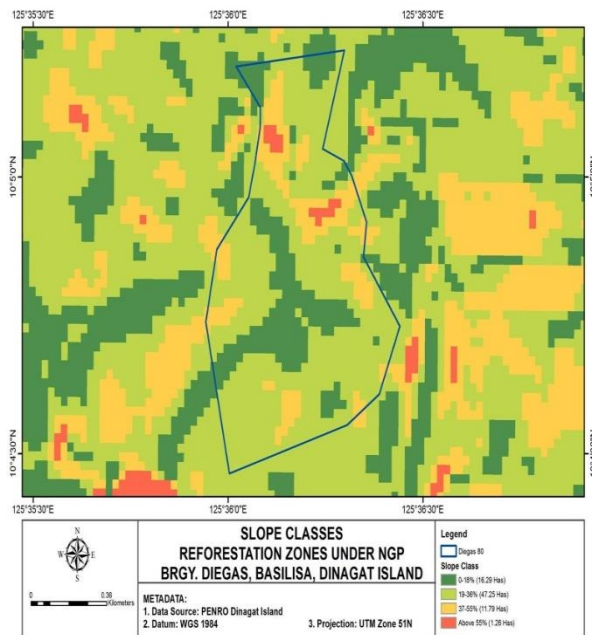 125°35'30"E 125°36'0"E 125°36'30"E
10°5'0"N 10°5'0"N
10°4'30"N
125°35'30"E 125°36'0"E 125°36'30"E
N
W E
S
0 0.38
Kilometers
SLOPE CLASSES
REFORESTATION ZONES UNDER NGP
BRGY. DIEGAS, BASILISA, DINAGAT ISLAND
METADATA:
1. Data Source: PENRO Dinagat Island
2. Datum: WGS 1984 3. Projection: UTM Zone 51N
Legend
Diegas 80
Slope Class
0-18% (16.29 Has)
19-36% (47.25 Has)
37-55% (11.79 Has)
Above 55% (1.26 Has)